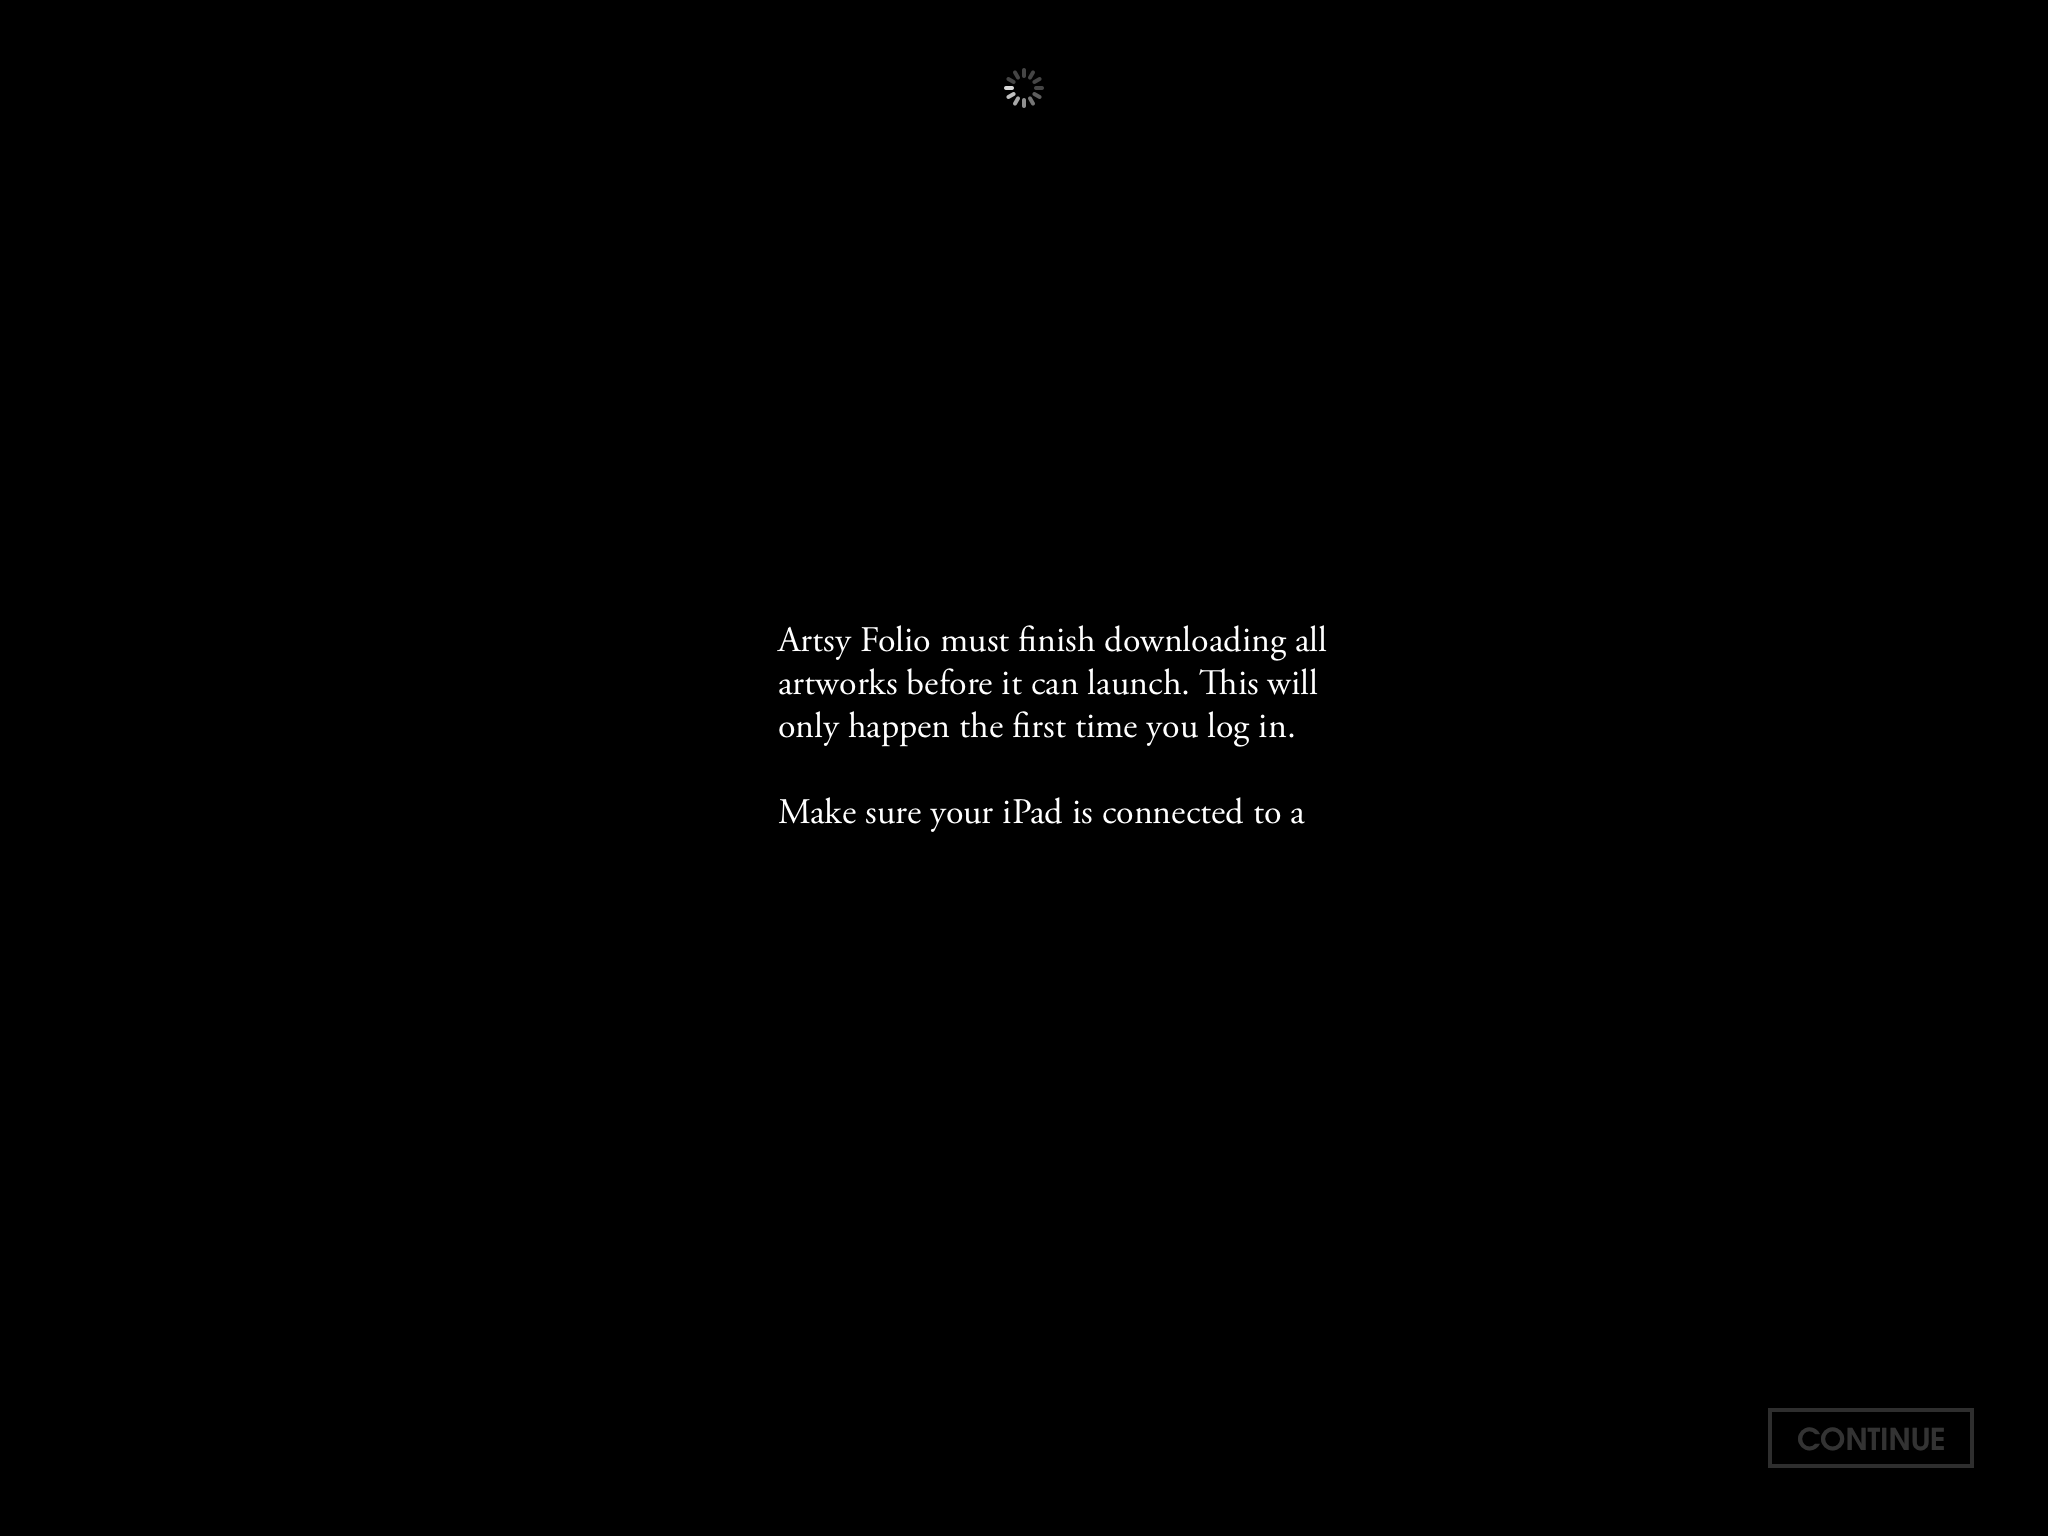 Artsy Folio must finish downloading all
artworks before it can launch. This will
only happen the first time you log in.
Make sure your iPad is connected to a
CONTINUE